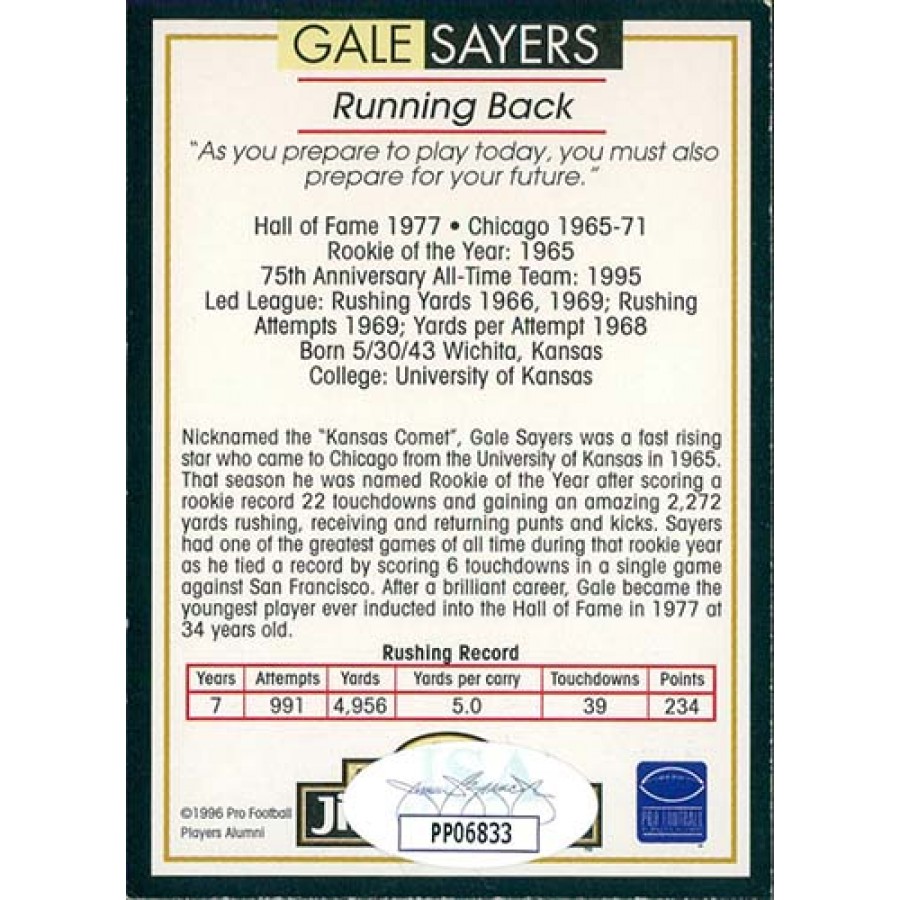 GALE SAYERS
Running Back
"As you prepare to play today, you must also
prepare for your future."
Hall of Fame 1977 • Chicago 1965-71
Rookie of the Year: 1965
75th Anniversary All-Time Team: 1995
Led League: Rushing Yards 1966, 1969; Rushing
Attempts 1969; Yards per Attempt 1968
Born 5/30/43 Wichita, Kansas
College: University of Kansas
Nicknamed the "Kansas Comet", Gale Sayers was a fast rising
star who came to Chicago from the University of Kansas in 1965.
That season he was named Rookie of the Year after scoring a
rookie record 22 touchdowns and gaining an amazing 2,272
yards rushing, receiving and returning punts and kicks. Sayers
had one of the greatest games of all time during that rookie year
as he tied a record by scoring 6 touchdowns in a single game
against San Francisco. After a brilliant career, Gale became the
youngest player ever inducted into the Hall of Fame in 1977 at
34 years old.
Rushing Record
Years Attempts Yards Yards per carry Touchdowns Points
7 991 4,956 5.0 39 234
JSA
©1996 Pro Football
Players Alumni
PP06833
PRO FOOTBALL